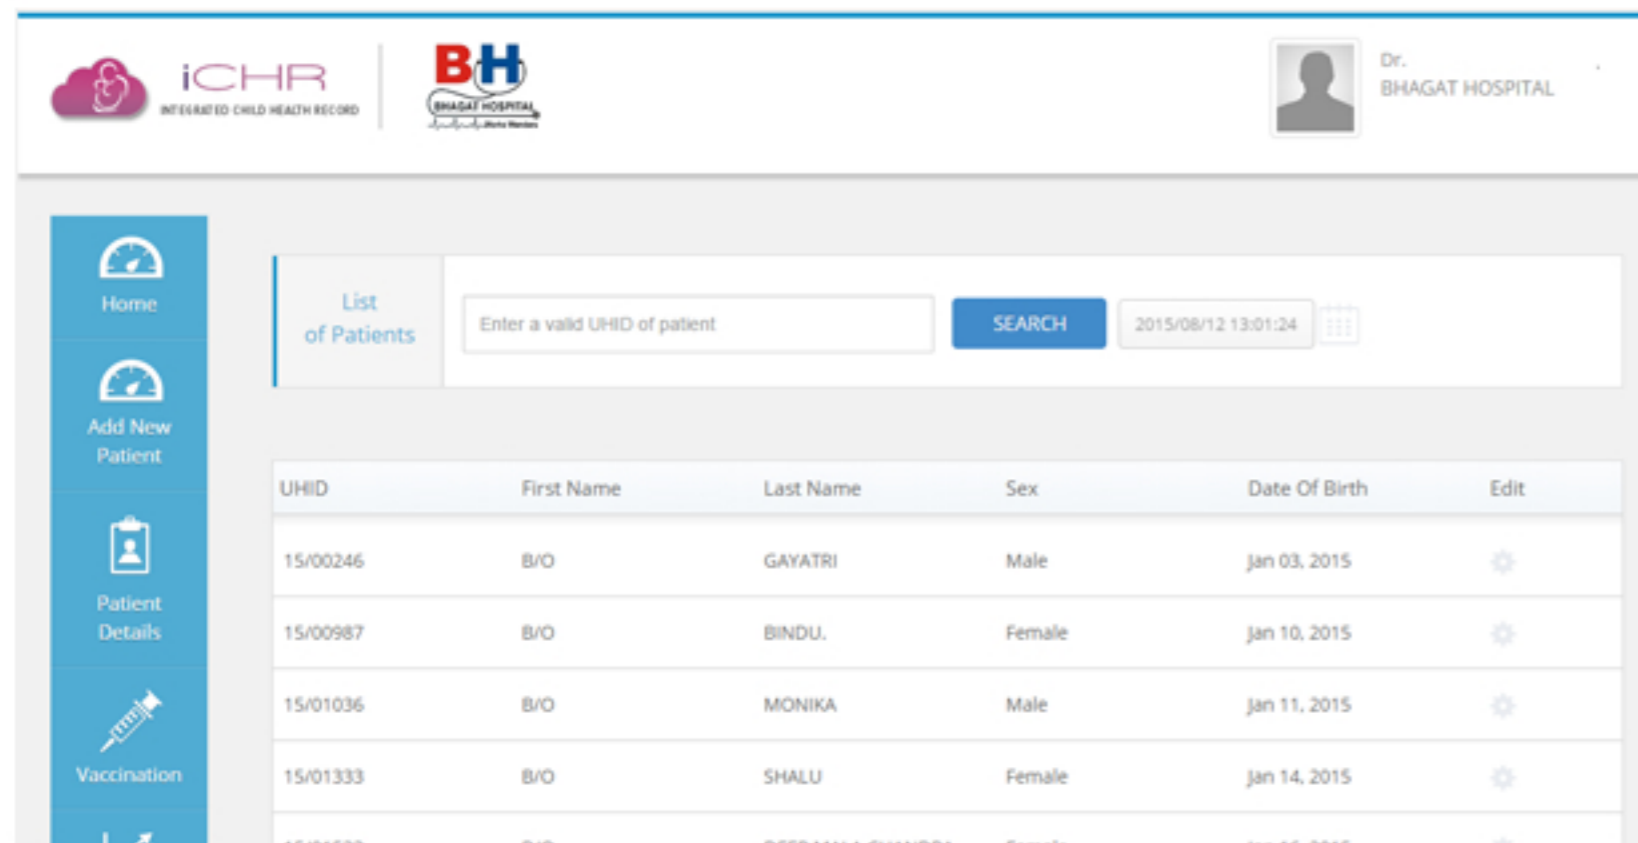 iCHR
INTEGRATED CHILD HEALTH RECORD
BH
BHAGAT HOSPITAL
Dr.
BHAGAT HOSPITAL
Home
Add New
Patient
Patient
Details
Vaccination
List
of Patients
Enter a valid UHID of patient
SEARCH
2015/08/12 13:01:24
UHID First Name Last Name Sex Date Of Birth Edit
15/00246 B/O GAYATRI Male Jan 03, 2015
15/00987 B/O BINDU. Female Jan 10, 2015
15/01036 B/O MONIKA Male Jan 11, 2015
15/01333 B/O SHALU Female Jan 14, 2015